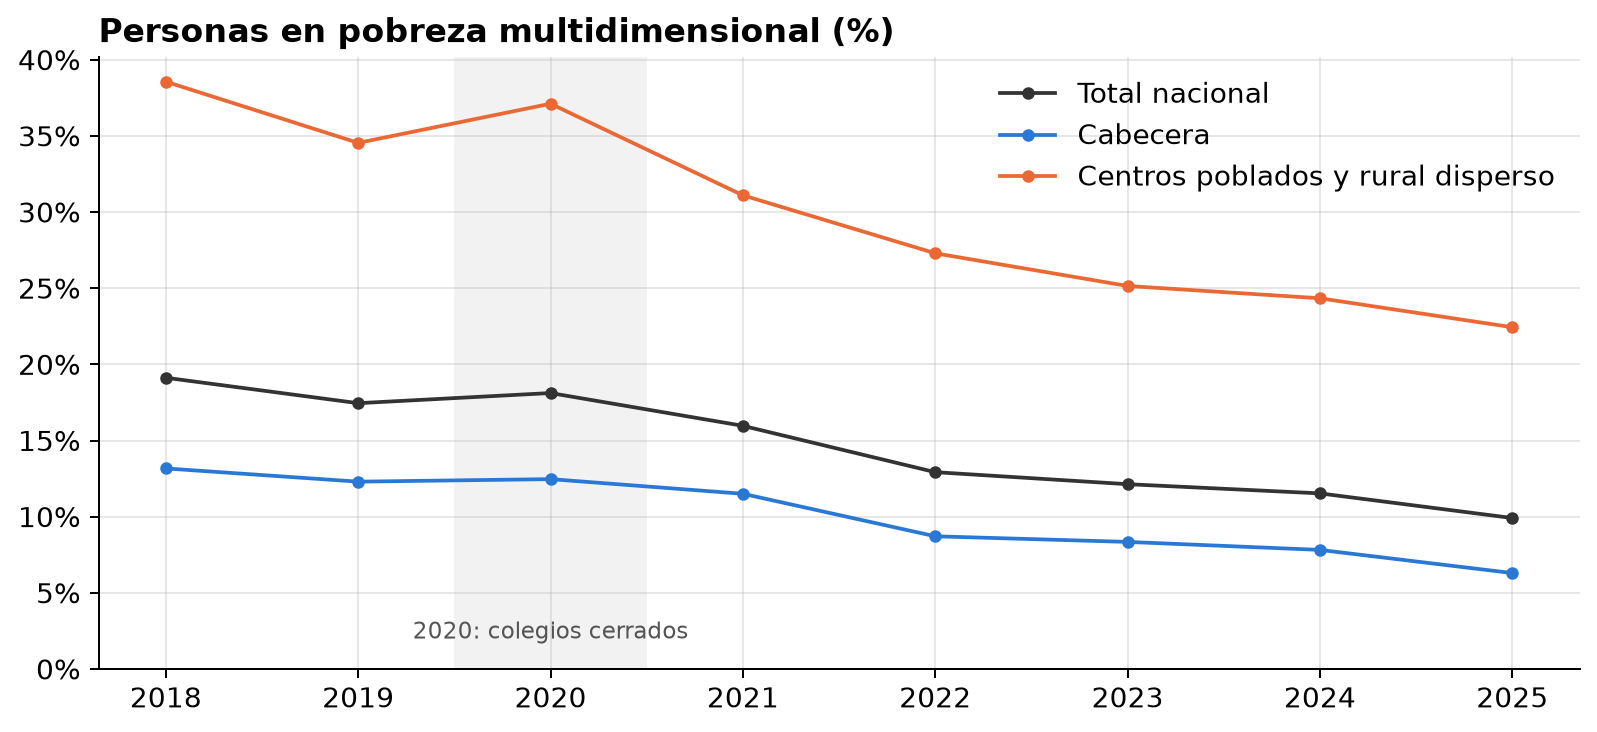 Personas en pobreza multidimensional (%)
40%
35%
30%
25%
20%
15%
10%
5%
0%
Total nacional
Cabecera
Centros poblados y rural disperso
2020: colegios cerrados
2018 2019 2020 2021 2022 2023 2024 2025